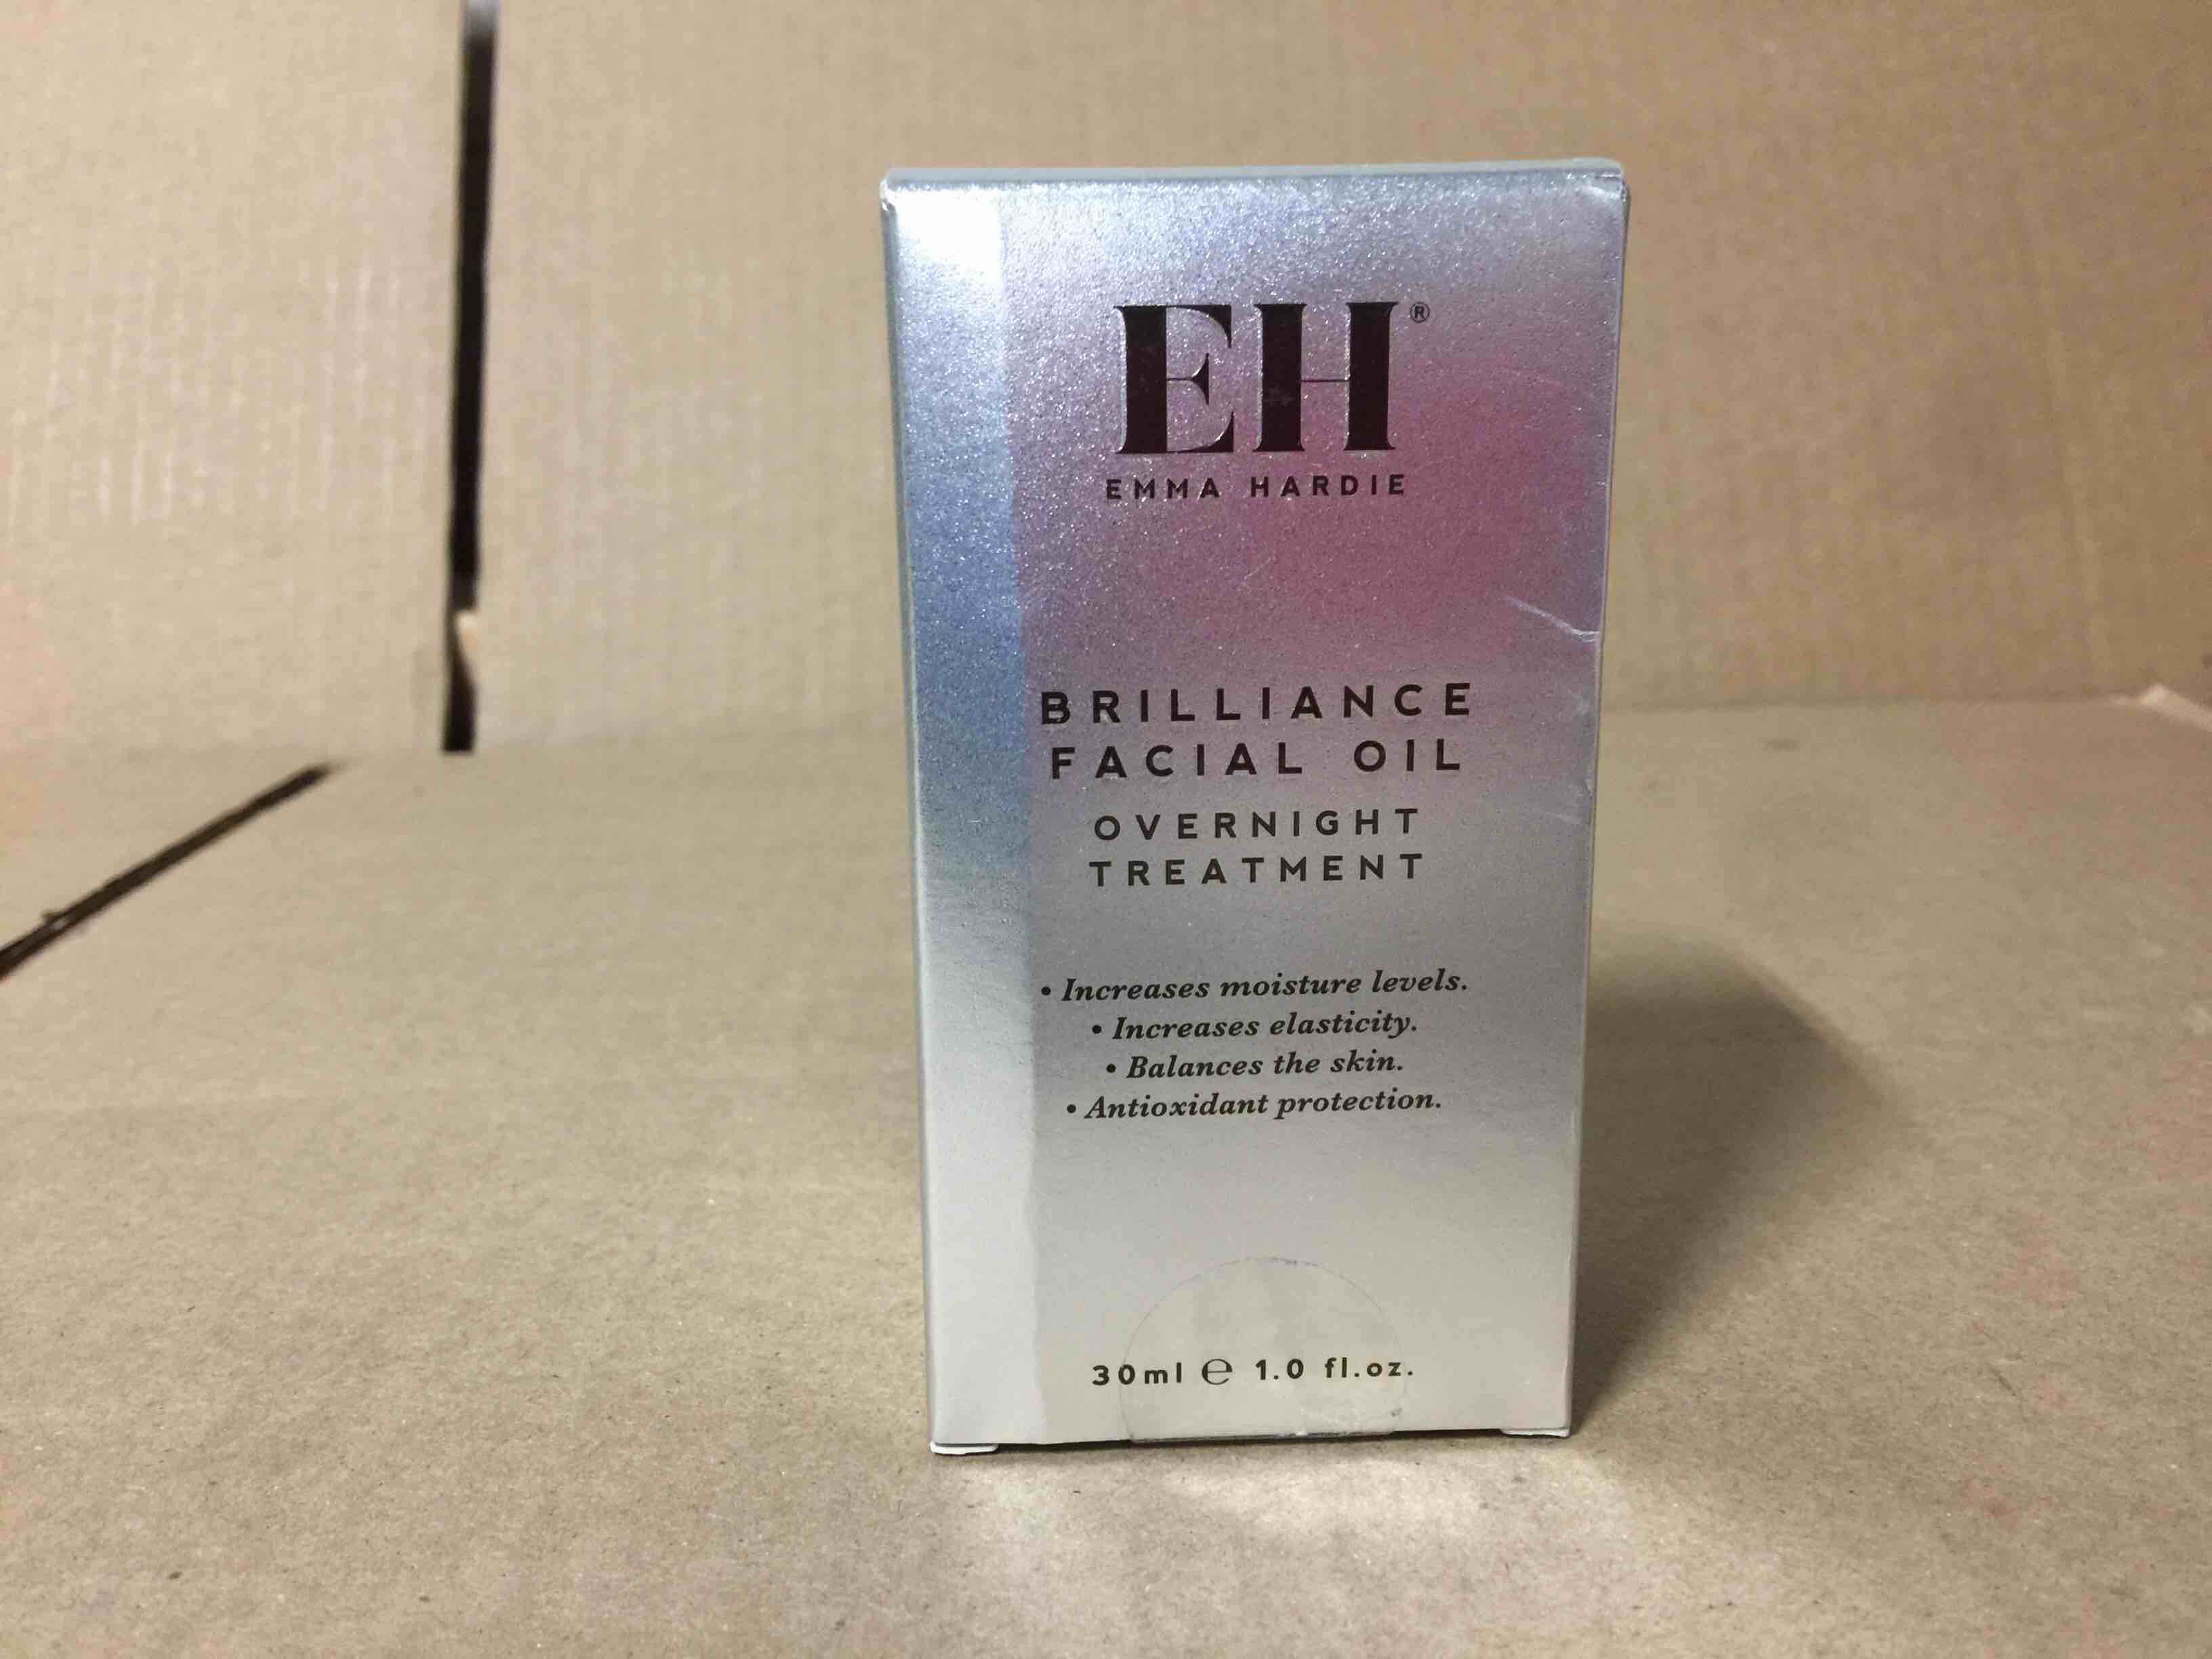 EH®
EMMA HARDIE
BRILLIANCE
FACIAL OIL
OVERNIGHT
TREATMENT
• Increases moisture levels.
• Increases elasticity.
• Balances the skin.
• Antioxidant protection.
30ml ℮ 1.0 fl.oz.